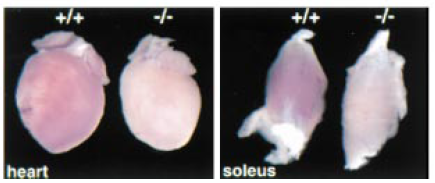 +/+ -/- +/+ -/-
heart soleus